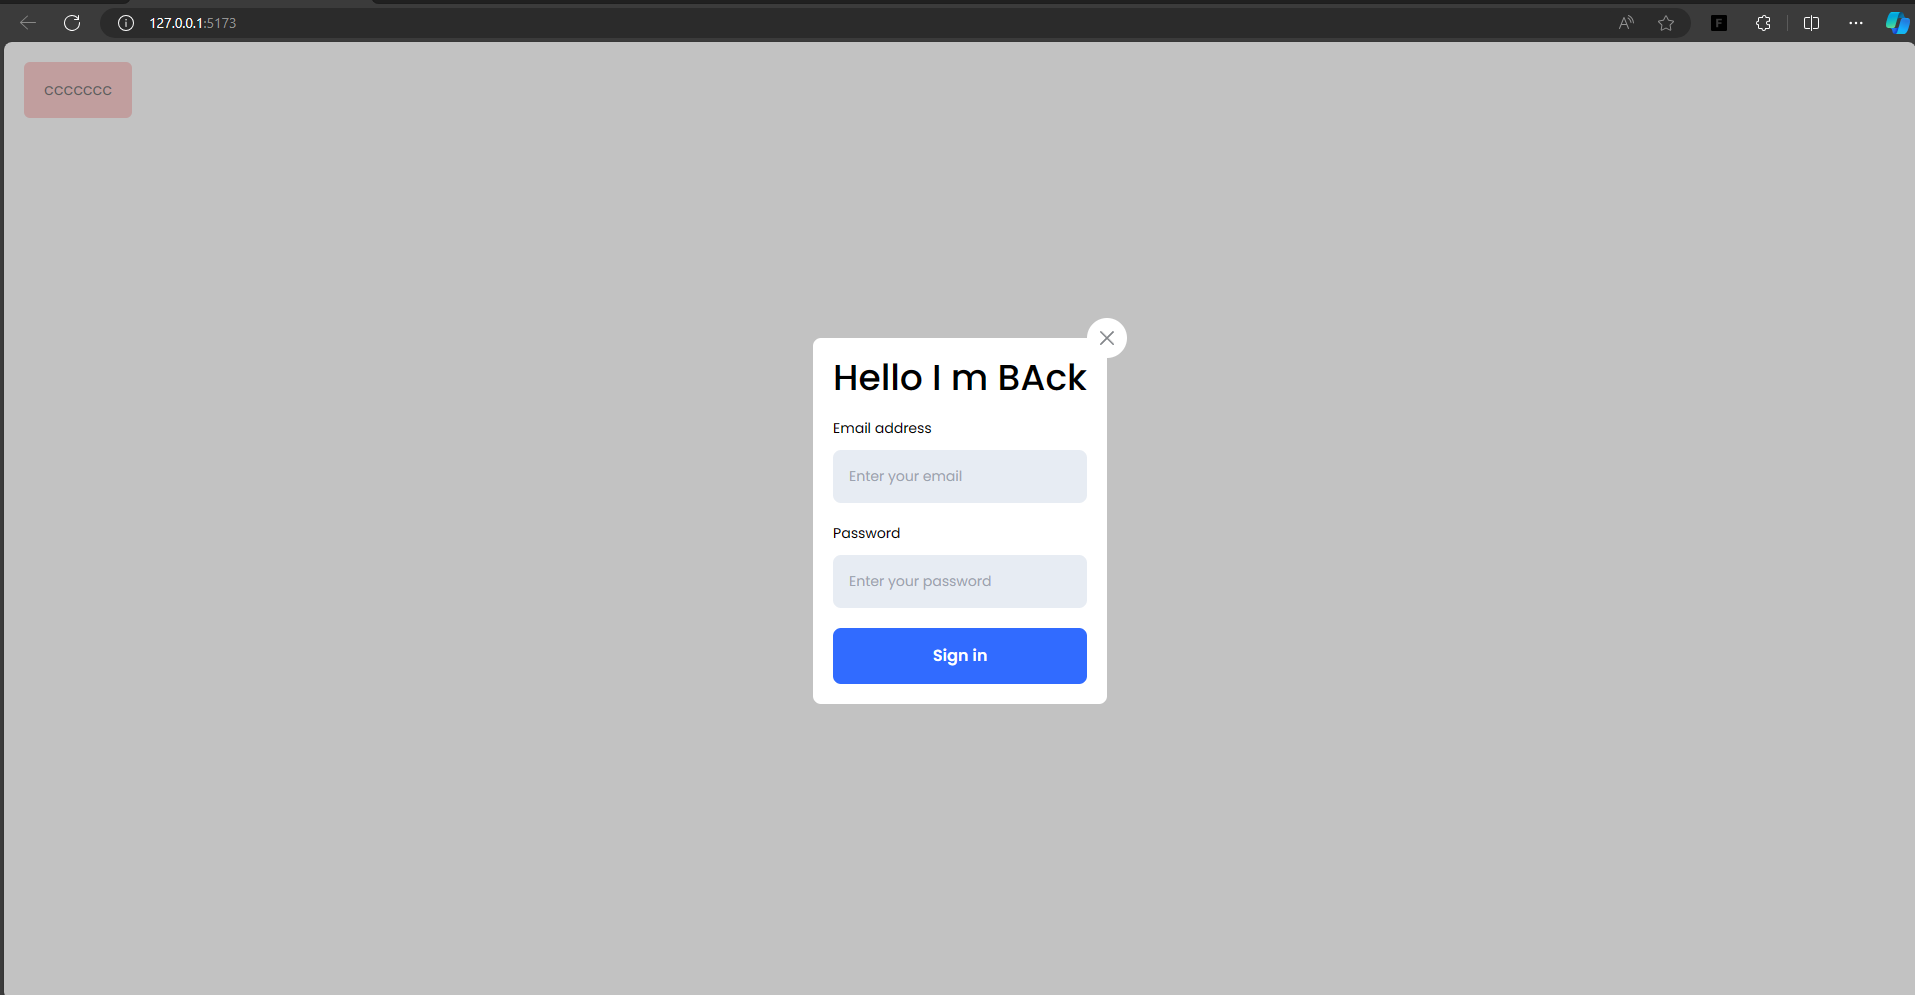 127.0.0.1:5173
F
ccccccc
Hello I m BAck
Email address
Enter your email
Password
Enter your password
Sign in